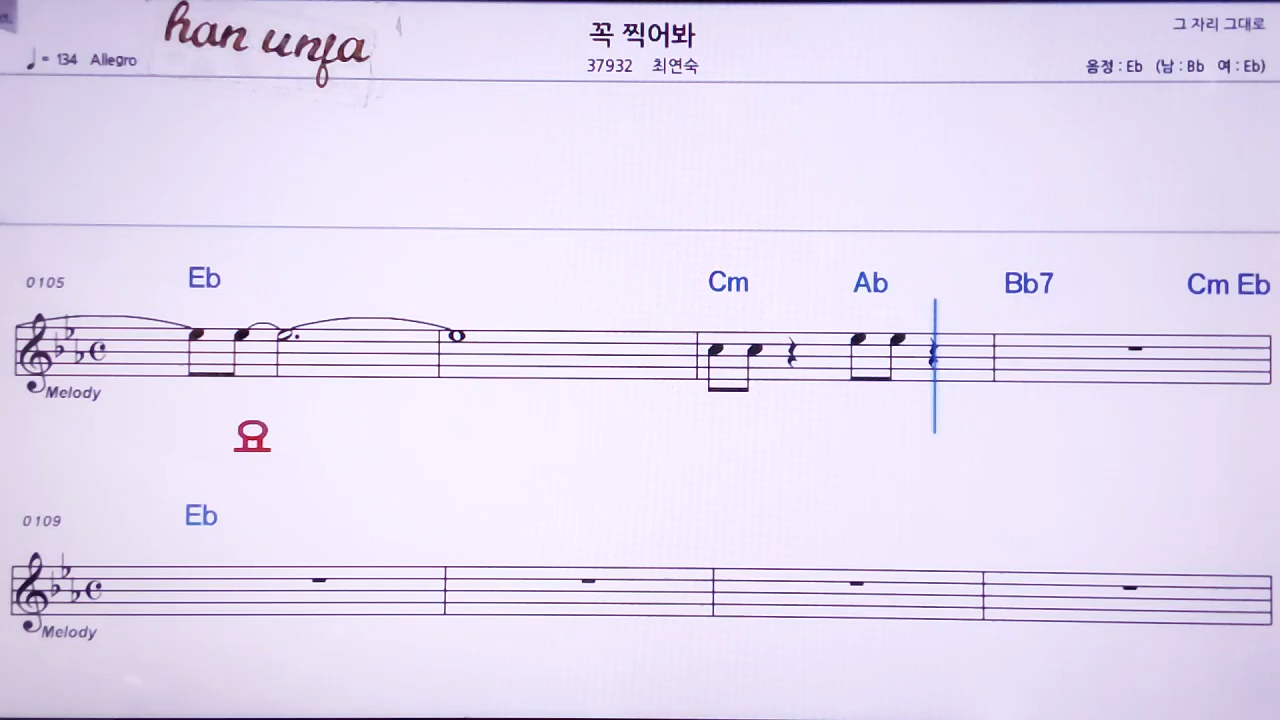 han unja
꼭 찍어봐
그 자리 그대로
♩= 134 Allegro
37932 최연숙
음정 : Eb (남 : Bb 여 : Eb)
0105 Eb Cm Ab Bb7 Cm Eb
Melody
요
0109 Eb
Melody